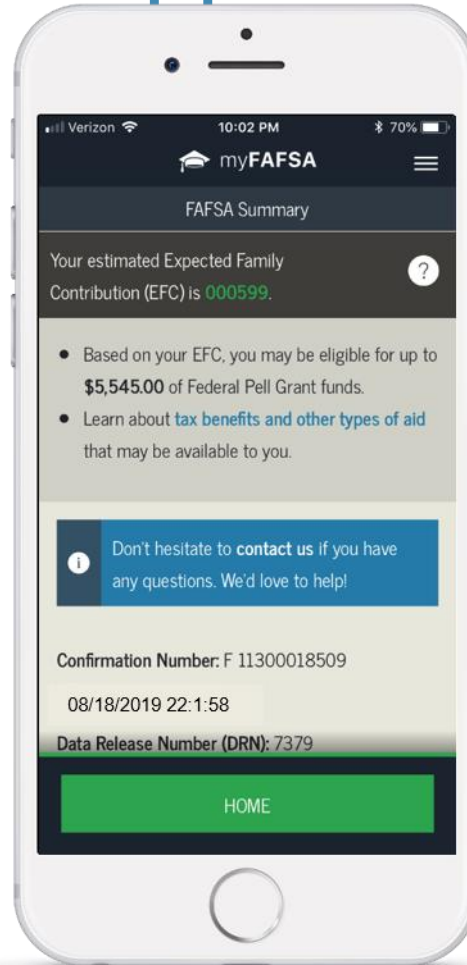 Verizon 10:02 PM 70%
myFAFSA
FAFSA Summary
Your estimated Expected Family
Contribution (EFC) is 000599.
?
• Based on your EFC, you may be eligible for up to
$5,545.00 of Federal Pell Grant funds.
• Learn about tax benefits and other types of aid
that may be available to you.
i
Don't hesitate to contact us if you have
any questions. We'd love to help!
Confirmation Number: F 11300018509
08/18/2019 22:1:58
Data Release Number (DRN): 7379
HOME